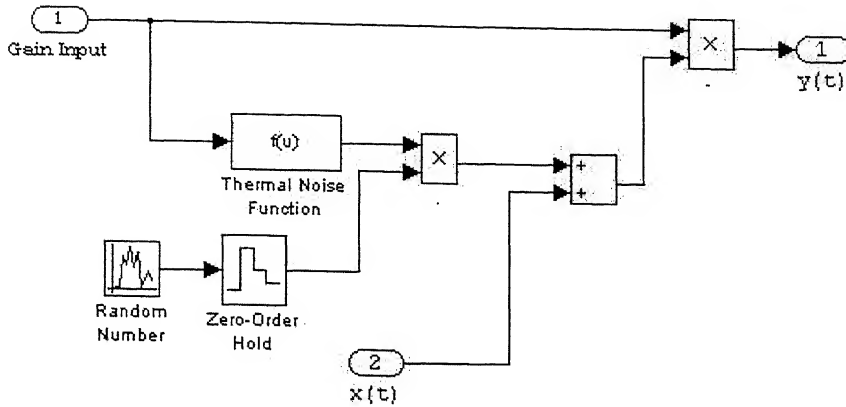 1
Gain Input
×
1
y(t)
f(u)
Thermal Noise
Function
×
+
+
Random
Number
Zero-Order
Hold
2
x(t)